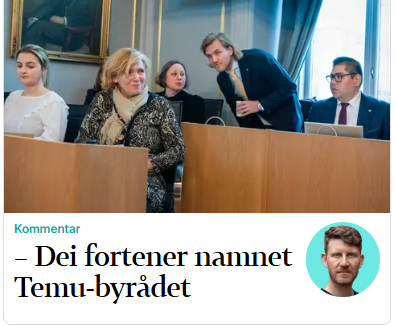 Kommentar
– Dei fortener namnet
Temu-byrådet